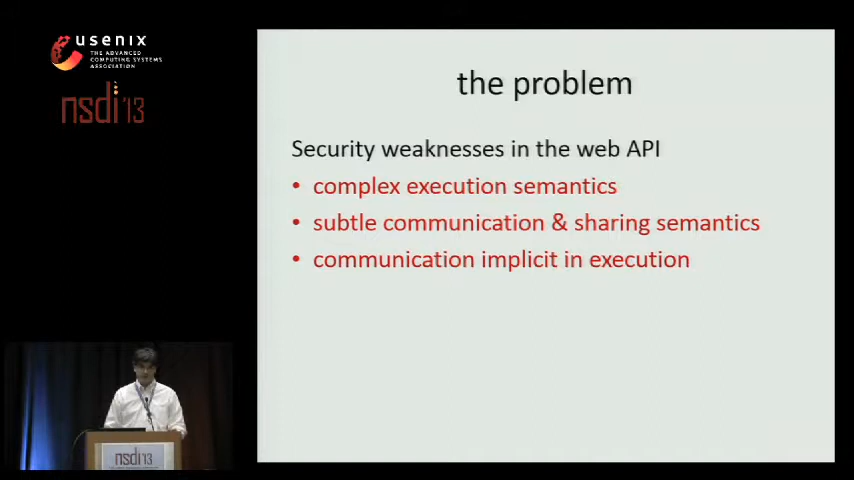 usenix
THE ADVANCED
COMPUTING SYSTEMS
ASSOCIATION
nsdi'13
the problem
Security weaknesses in the web API
• complex execution semantics
• subtle communication & sharing semantics
• communication implicit in execution
nsdi'13